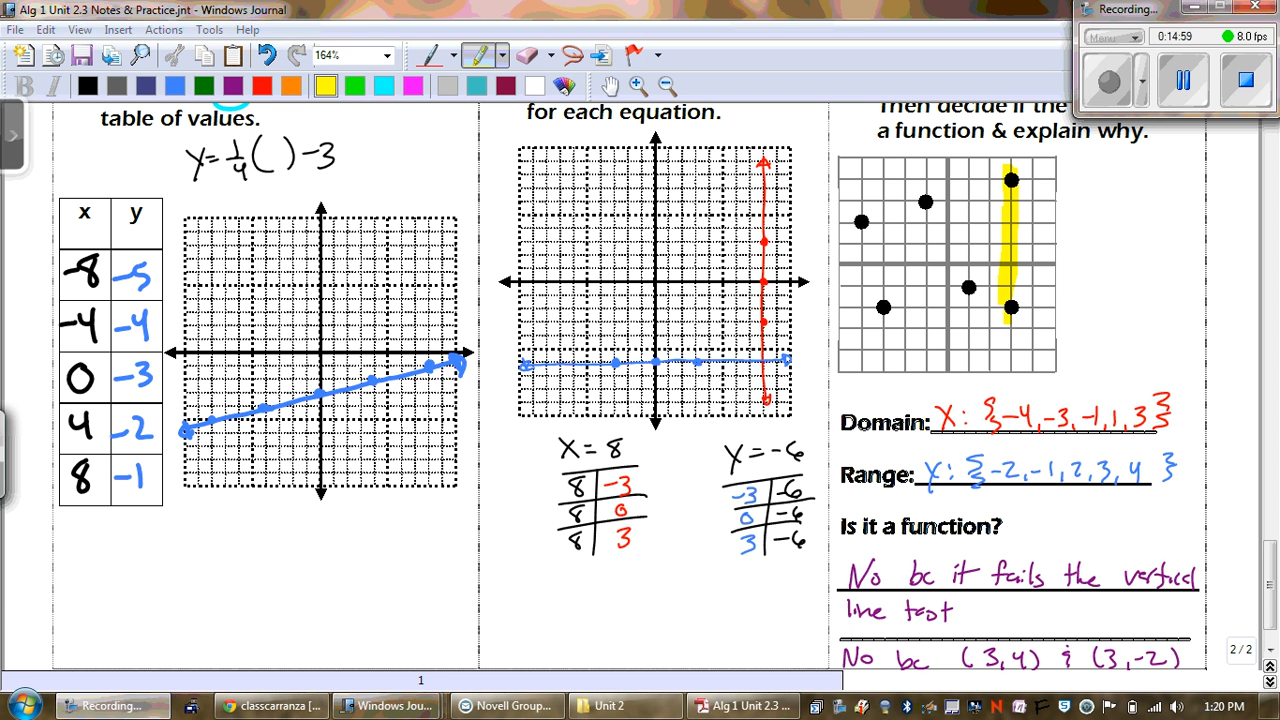 Alg 1 Unit 2.3 Notes & Practice.jnt - Windows Journal
Recording...
File Edit View Insert Actions Tools Help
Menu
0:14:59
8.0 fps
164%
table of values.
y = 1/4 ( ) - 3
x y
-8 -5
-4 -4
0 -3
4 -2
8 -1
for each equation.
X = 8
8 -3
8 0
8 3
Y = -6
-3 -6
0 -6
3 -6
Then decide if the
a function & explain why.
Domain: X: {-4, -3, -1, 1, 3}
Range: Y: {-2, -1, 2, 3, 4}
Is it a function?
No bc it fails the vertical
line test
No bc (3,4) & (3,-2)
1
2 / 2
Recording...
classcarranza [...
Windows Jou...
Novell Group...
Unit 2
Alg 1 Unit 2.3 ...
1:20 PM